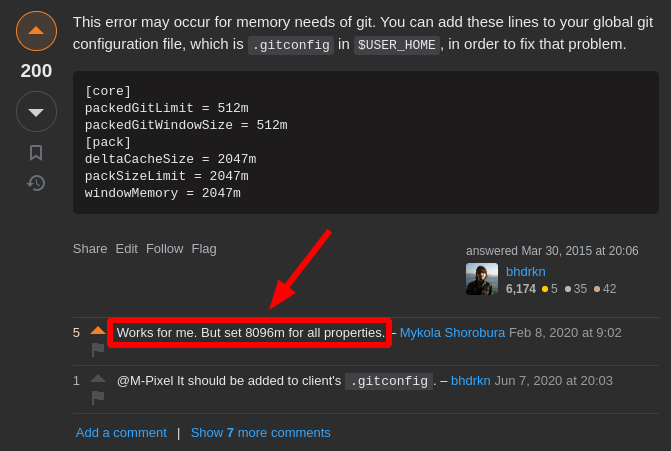 This error may occur for memory needs of git. You can add these lines to your global git
configuration file, which is .gitconfig in $USER_HOME, in order to fix that problem.
200
[core]
packedGitLimit = 512m
packedGitWindowSize = 512m
[pack]
deltaCacheSize = 2047m
packSizeLimit = 2047m
windowMemory = 2047m
Share Edit Follow Flag
answered Mar 30, 2015 at 20:06
bhdrkn
6,174 5 35 42
5 Works for me. But set 8096m for all properties. – Mykola Shorobura Feb 8, 2020 at 9:02
1 @M-Pixel It should be added to client's .gitconfig. – bhdrkn Jun 7, 2020 at 20:03
Add a comment | Show 7 more comments